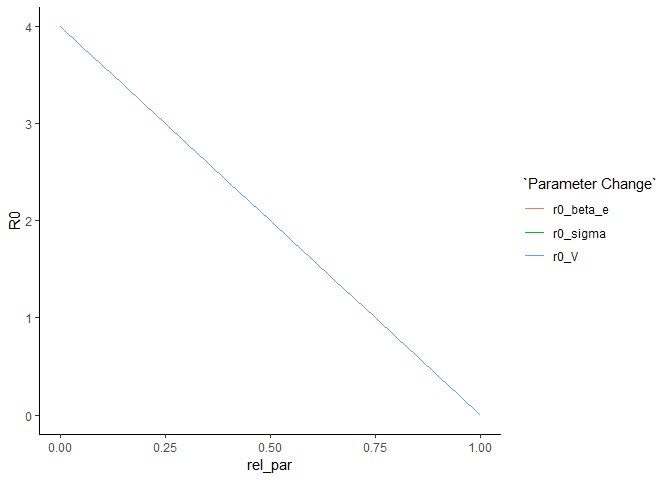 4
3
2
1
0
R0
0.00 0.25 0.50 0.75 1.00
rel_par
`Parameter Change`
r0_beta_e
r0_sigma
r0_V